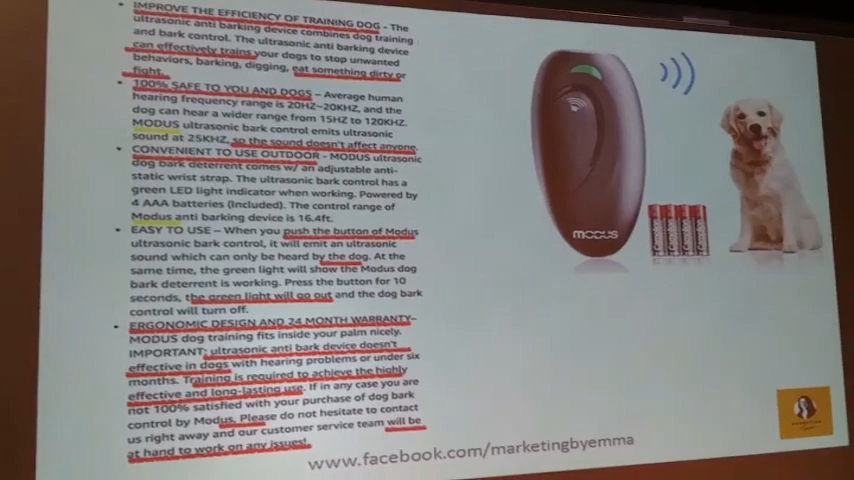 IMPROVE THE EFFICIENCY OF TRAINING DOG - The
ultrasonic anti barking device combines dog training
and bark control. The ultrasonic anti barking device
can effectively trains your dogs to stop unwanted
behaviors, barking, digging, eat something dirty or
fight.
100% SAFE TO YOU AND DOGS – Average human
hearing frequency range is 20HZ~20KHZ, and the
dog can hear a wider range from 15HZ to 120KHZ.
MODUS ultrasonic bark control emits ultrasonic
sound at 25KHZ, so the sound doesn't affect anyone.
CONVENIENT TO USE OUTDOOR - MODUS ultrasonic
dog bark deterrent comes w/ an adjustable anti-
static wrist strap. The ultrasonic bark control has a
green LED light indicator when working. Powered by
4 AAA batteries (Included). The control range of
Modus anti barking device is 16.4ft.
EASY TO USE – When you push the button of Modus
ultrasonic bark control, it will emit an ultrasonic
sound which can only be heard by the dog. At the
same time, the green light will show the Modus dog
bark deterrent is working. Press the button for 10
seconds, the green light will go out and the dog bark
control will turn off.
ERGONOMIC DESIGN AND 24 MONTH WARRANTY–
MODUS dog training fits inside your palm nicely.
IMPORTANT: ultrasonic anti bark device doesn't
effective in dogs with hearing problems or under six
months. Training is required to achieve the highly
effective and long-lasting use. If in any case you are
not 100% satisfied with your purchase of dog bark
control by Modus, Please do not hesitate to contact
us right away and our customer service team will be
at hand to work on any issues!
MODUS
www.facebook.com/marketingbyemma